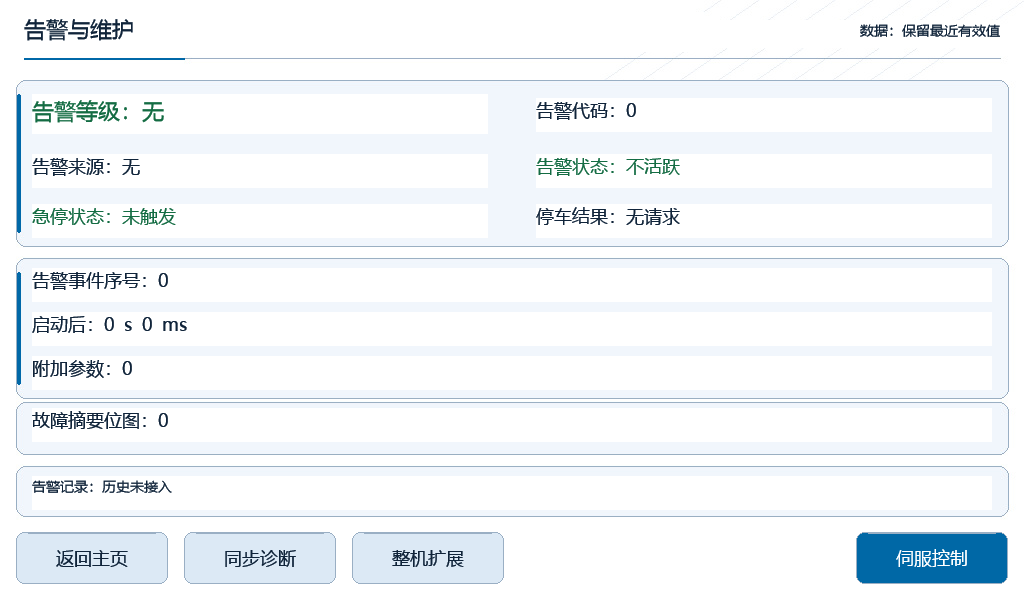 告警与维护
数据：保留最近有效值
告警等级：无
告警代码：0
告警来源：无
告警状态：不活跃
急停状态：未触发
停车结果：无请求
告警事件序号：0
启动后：0 s 0 ms
附加参数：0
故障摘要位图：0
告警记录：历史未接入
返回主页
同步诊断
整机扩展
伺服控制